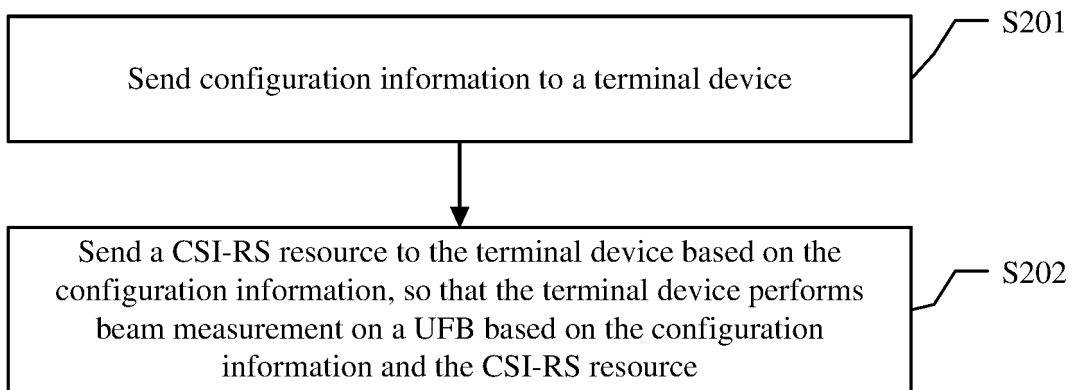 S201
Send configuration information to a terminal device
Send a CSI-RS resource to the terminal device based on the
configuration information, so that the terminal device performs
beam measurement on a UFB based on the configuration
information and the CSI-RS resource
S202